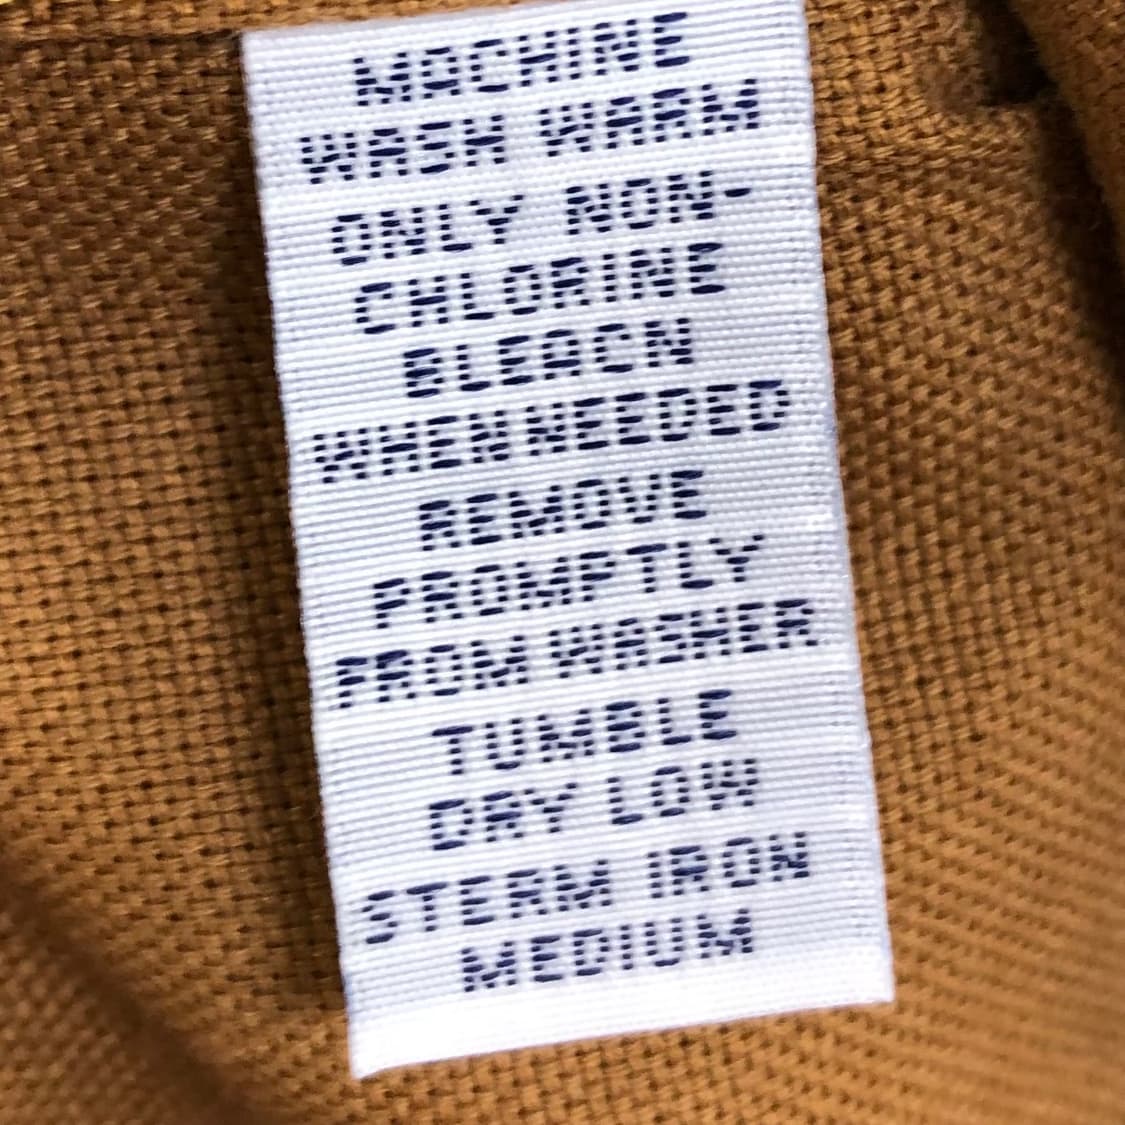 MACHINE
WASH WARM
ONLY NON-
CHLORINE
BLEACN
WHEN NEEDED
REMOVE
PROMPTLY
FROM WASHER
TUMBLE
DRY LOW
STERM IRON
MEDIUM